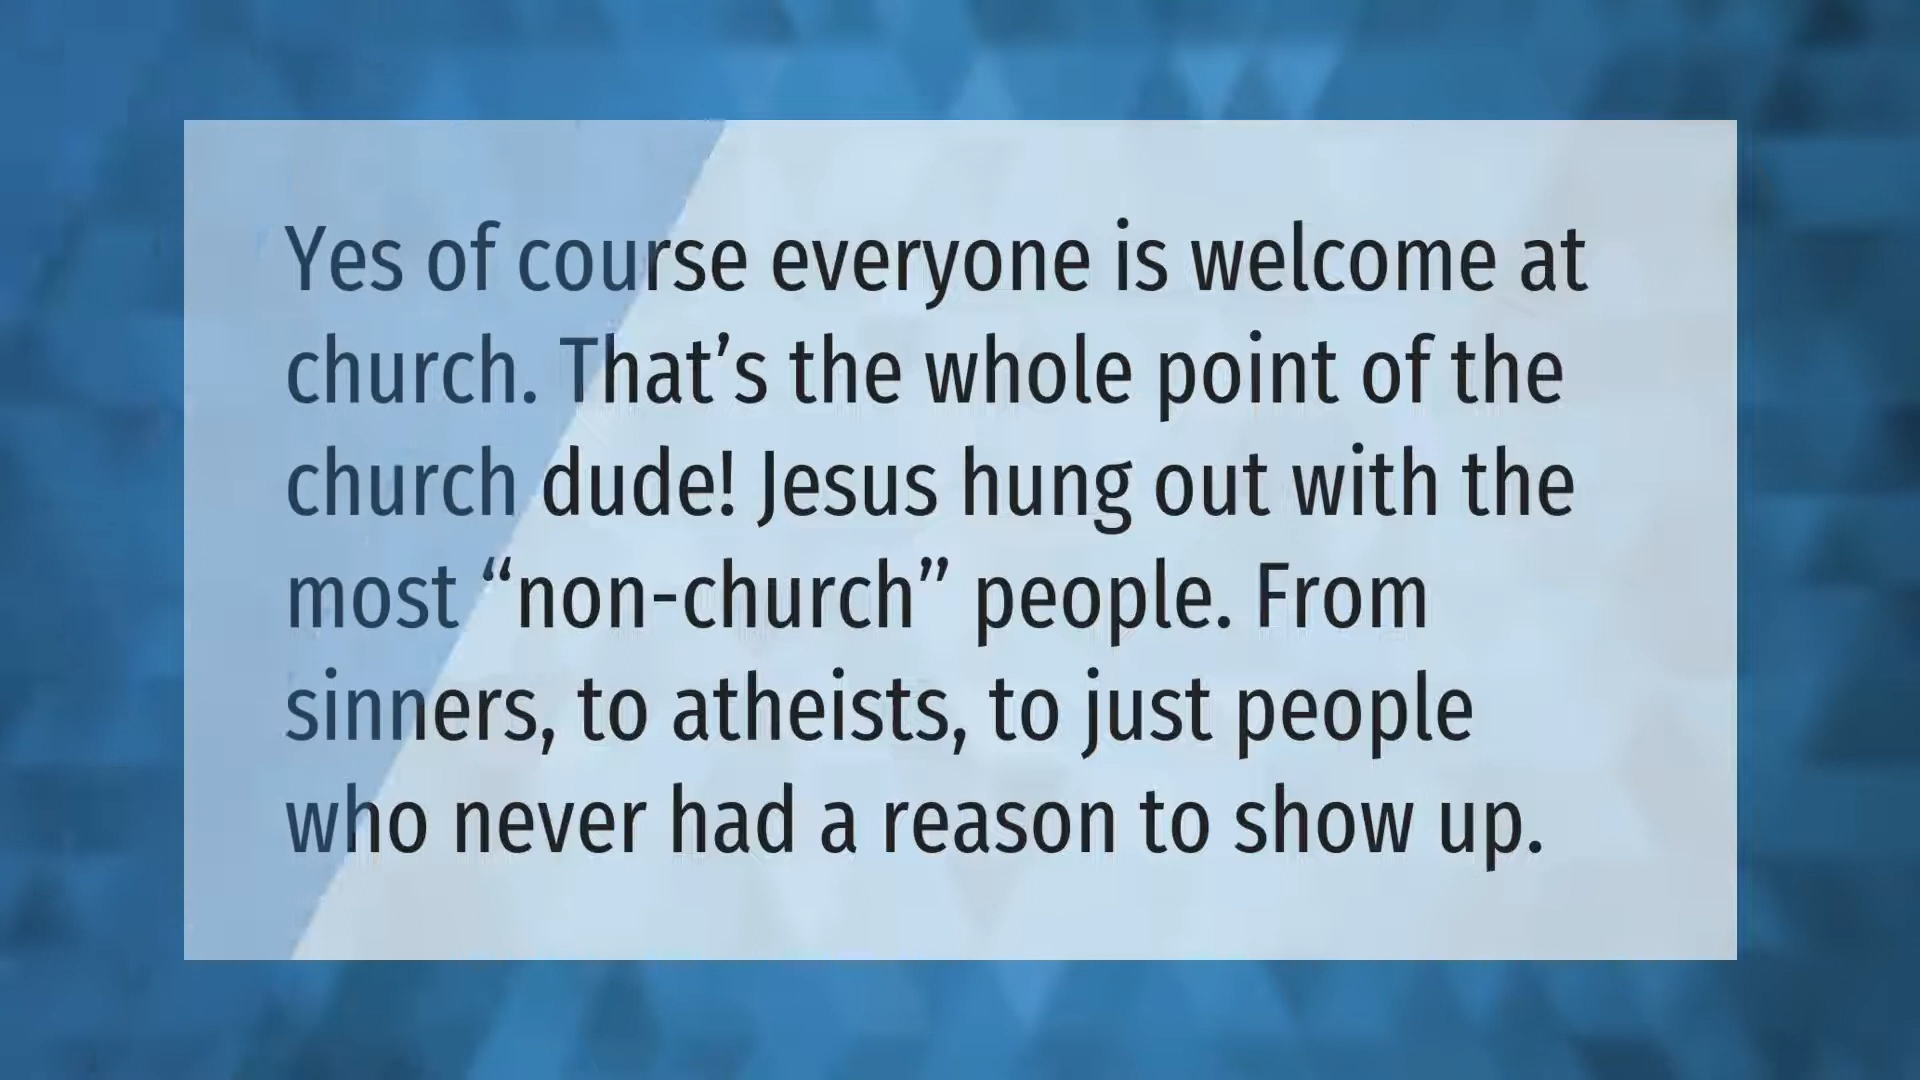 Yes of course everyone is welcome at
church. That’s the whole point of the
church dude! Jesus hung out with the
most “non-church” people. From
sinners, to atheists, to just people
who never had a reason to show up.